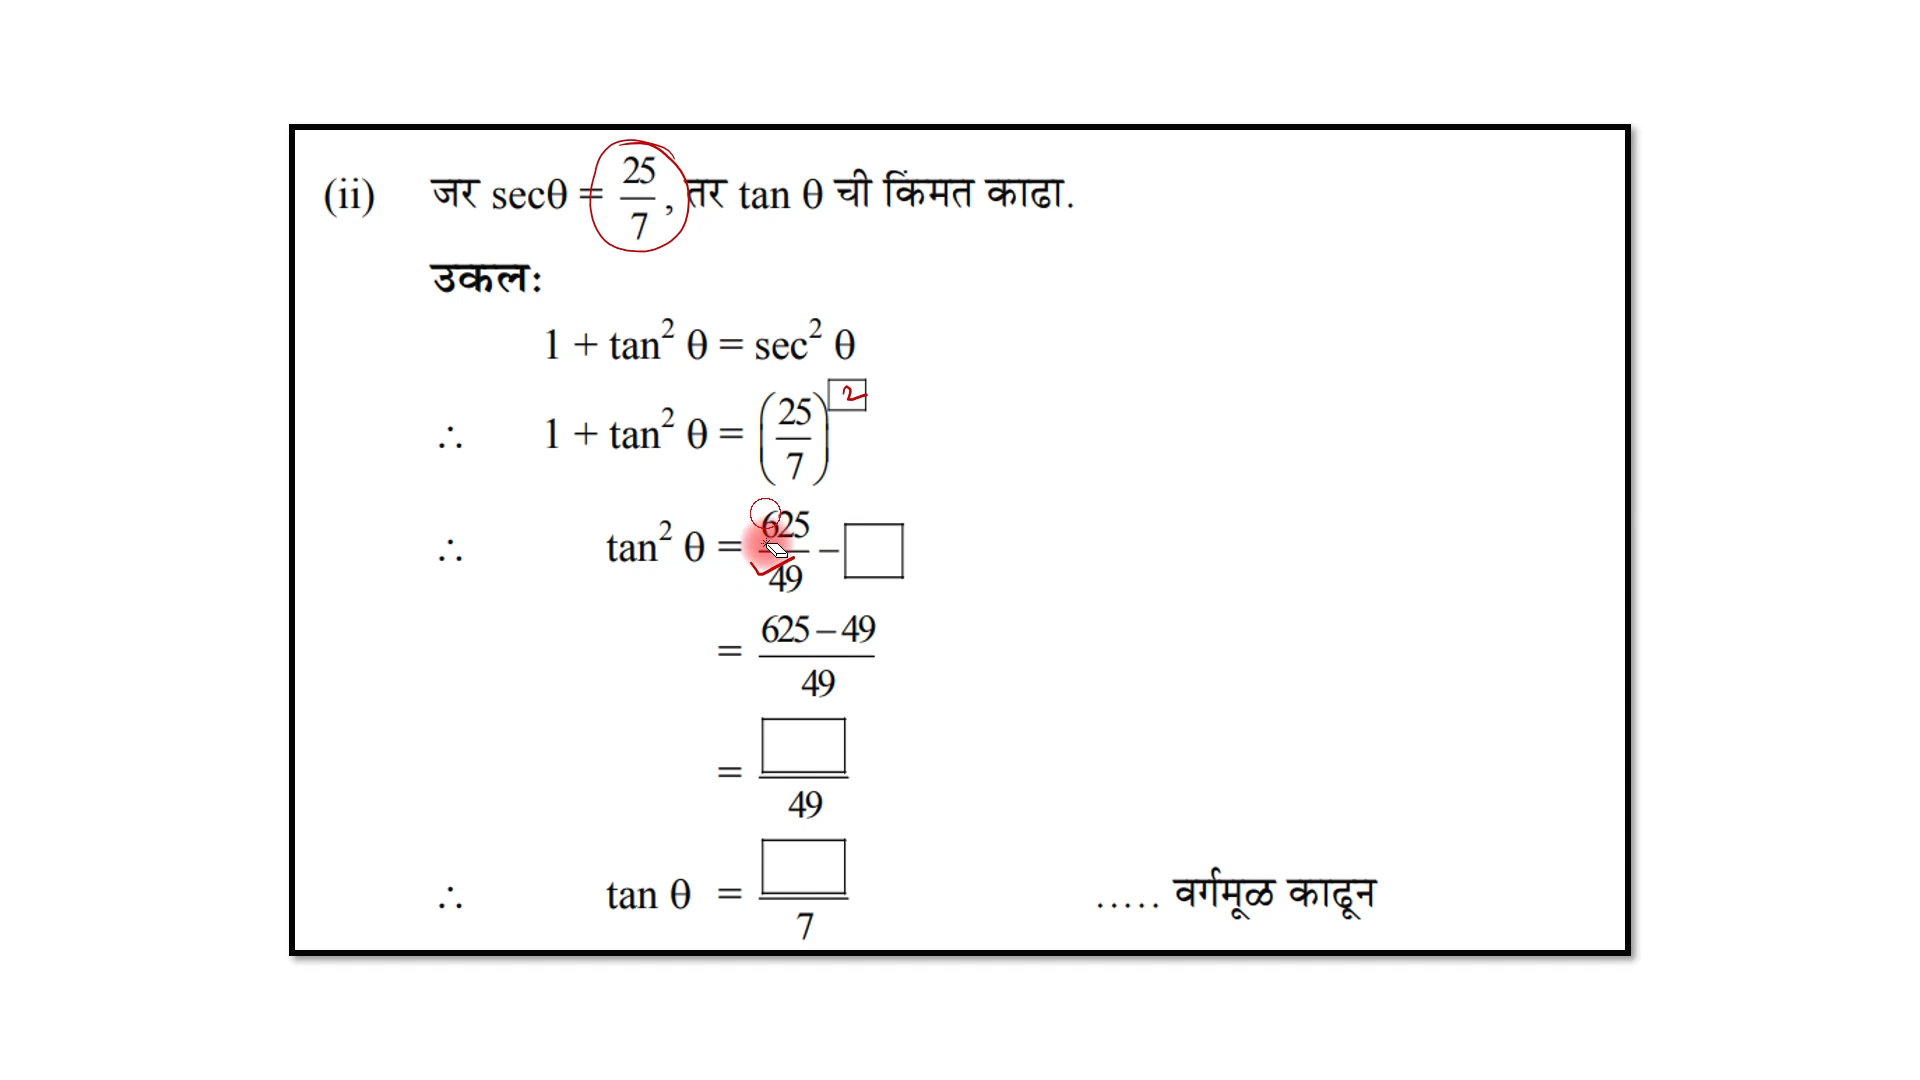 (ii) जर secθ = 25/7, तर tan θ ची किंमत काढा.
उकलः
1 + tan² θ = sec² θ
∴ 1 + tan² θ = (25/7)²
∴ tan² θ = 625/49 – □
= 625 – 49/49
= □/49
∴ tan θ = □/7 ..... वर्गमूळ काढून